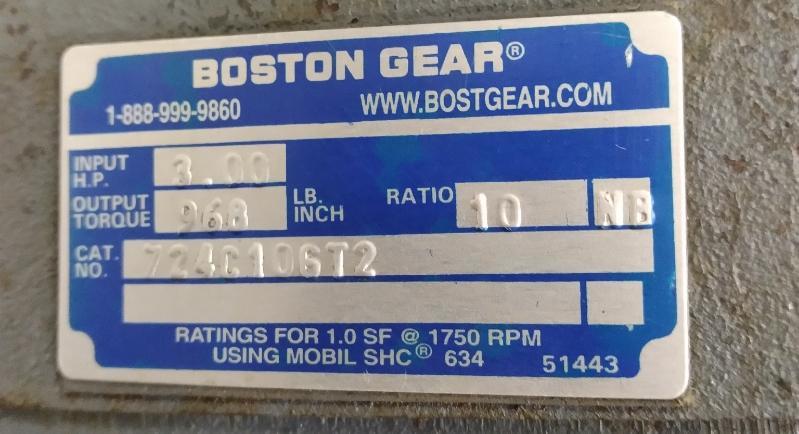 BOSTON GEAR®
1-888-999-9860 WWW.BOSTGEAR.COM
INPUT H.P. 3.00
OUTPUT TORQUE 968 LB. INCH RATIO 10 NB
CAT. NO. 724C10GT2
RATINGS FOR 1.0 SF @ 1750 RPM
USING MOBIL SHC® 634 51443